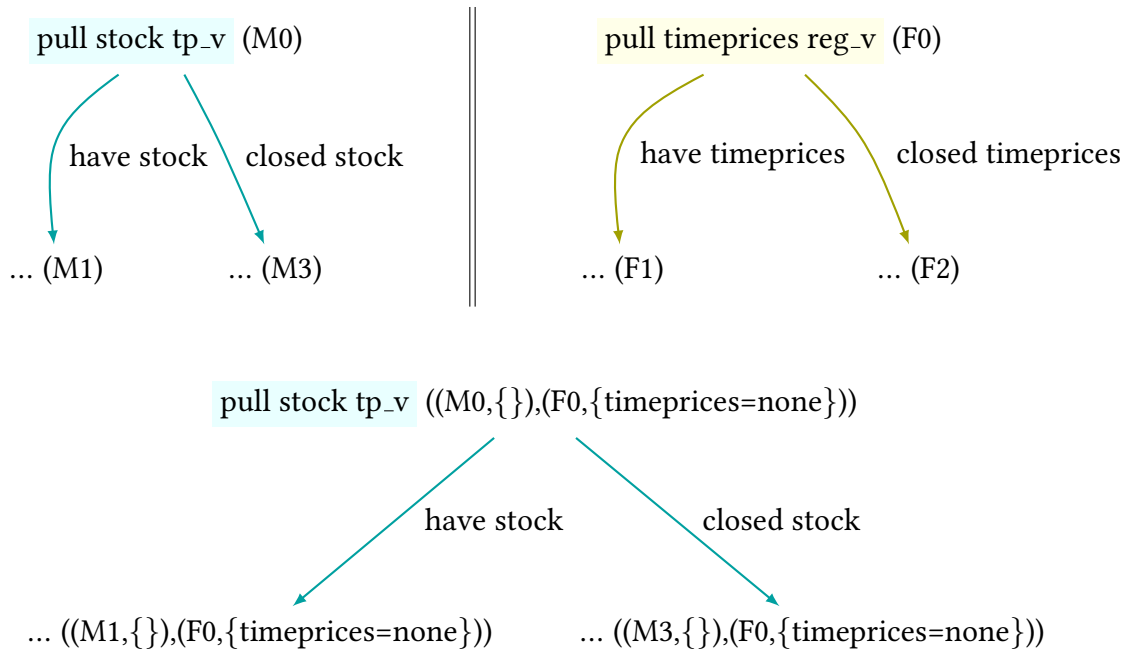 pull stock tp_v (M0)
have stock
closed stock
... (M1)
... (M3)
pull timeprices reg_v (F0)
have timeprices
closed timeprices
... (F1)
... (F2)
pull stock tp_v ((M0,{}),(F0,{timeprices=none}))
have stock
closed stock
... ((M1,{}),(F0,{timeprices=none}))
... ((M3,{}),(F0,{timeprices=none}))